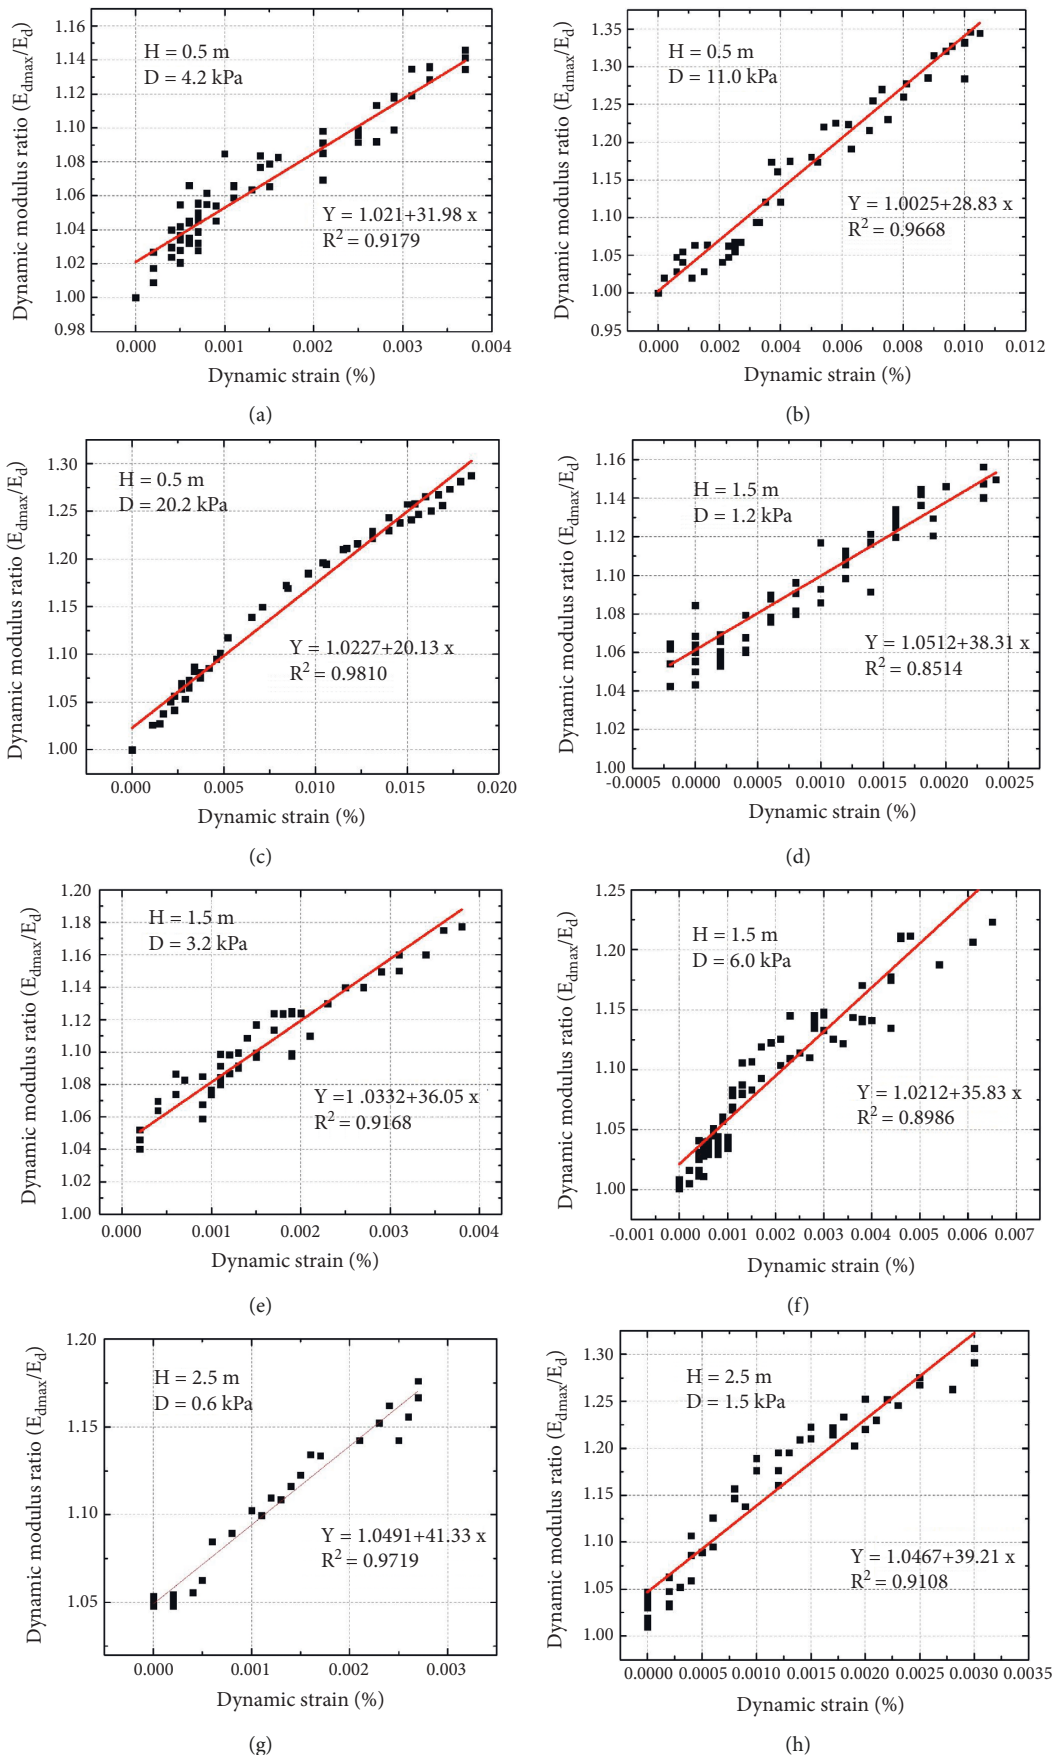 1.16
1.14
1.12
1.10
1.08
1.06
1.04
1.02
1.00
0.98
Dynamic modulus ratio (Edmax/Ed)
H = 0.5 m
D = 4.2 kPa
Y = 1.021+31.98 x
R2 = 0.9179
0.000 0.001 0.002 0.003 0.004
Dynamic strain (%)
(a)
1.35
1.30
1.25
1.20
1.15
1.10
1.05
1.00
0.95
Dynamic modulus ratio (Edmax/Ed)
H = 0.5 m
D = 11.0 kPa
Y = 1.0025+28.83 x
R2 = 0.9668
0.000 0.002 0.004 0.006 0.008 0.010 0.012
Dynamic strain (%)
(b)
1.30
1.25
1.20
1.15
1.10
1.05
1.00
Dynamic modulus ratio (Edmax/Ed)
H = 0.5 m
D = 20.2 kPa
Y = 1.0227+20.13 x
R2 = 0.9810
0.000 0.005 0.010 0.015 0.020
Dynamic strain (%)
(c)
1.16
1.14
1.12
1.10
1.08
1.06
1.04
1.02
1.00
Dynamic modulus ratio (Edmax/Ed)
H = 1.5 m
D = 1.2 kPa
Y = 1.0512+38.31 x
R2 = 0.8514
-0.0005 0.0000 0.0005 0.0010 0.0015 0.0020 0.0025
Dynamic strain (%)
(d)
1.20
1.18
1.16
1.14
1.12
1.10
1.08
1.06
1.04
1.02
1.00
Dynamic modulus ratio (Edmax/Ed)
H = 1.5 m
D = 3.2 kPa
Y =1.0332+36.05 x
R2 = 0.9168
0.000 0.001 0.002 0.003 0.004
Dynamic strain (%)
(e)
1.25
1.20
1.15
1.10
1.05
1.00
Dynamic modulus ratio (Edmax/Ed)
H = 1.5 m
D = 6.0 kPa
Y = 1.0212+35.83 x
R2 = 0.8986
-0.001 0.000 0.001 0.002 0.003 0.004 0.005 0.006 0.007
Dynamic strain (%)
(f)
1.20
1.15
1.10
1.05
Dynamic modulus ratio (Edmax/Ed)
H = 2.5 m
D = 0.6 kPa
Y = 1.0491+41.33 x
R2 = 0.9719
0.000 0.001 0.002 0.003
Dynamic strain (%)
(g)
1.30
1.25
1.20
1.15
1.10
1.05
1.00
Dynamic modulus ratio (Edmax/Ed)
H = 2.5 m
D = 1.5 kPa
Y = 1.0467+39.21 x
R2 = 0.9108
0.0000 0.0005 0.0010 0.0015 0.0020 0.0025 0.0030 0.0035
Dynamic strain (%)
(h)